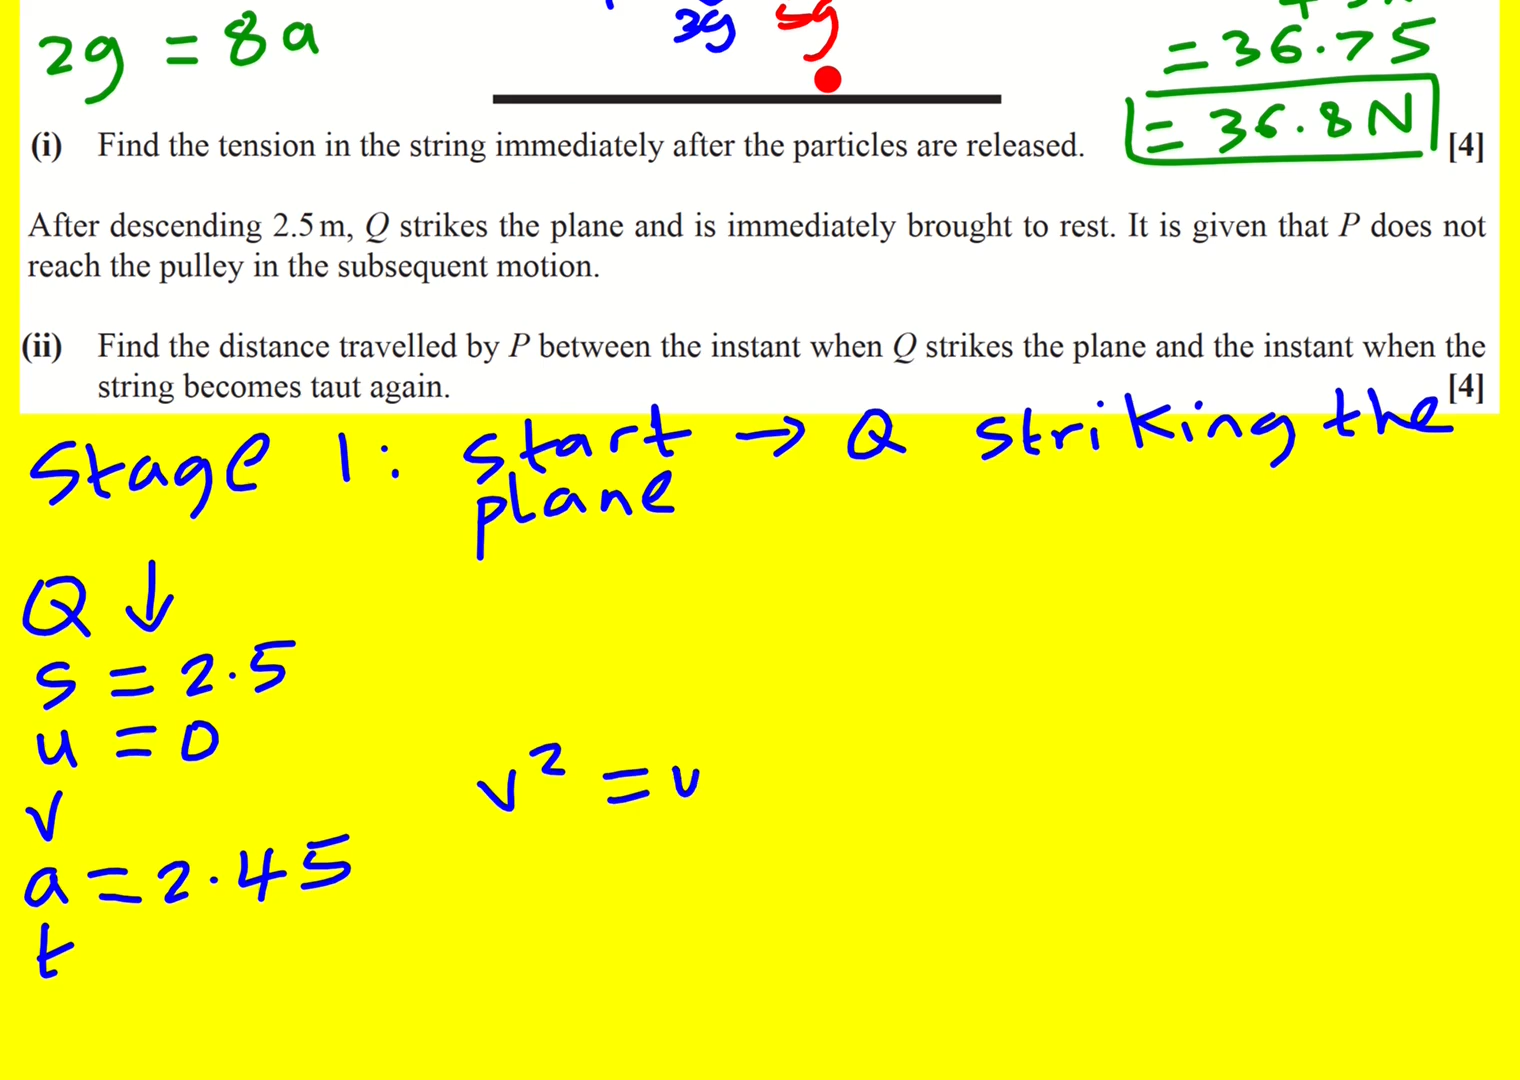 2g = 8a
3g 5g
= 36.75
= 36.8N
(i) Find the tension in the string immediately after the particles are released. [4]
After descending 2.5 m, Q strikes the plane and is immediately brought to rest. It is given that P does not
reach the pulley in the subsequent motion.
(ii) Find the distance travelled by P between the instant when Q strikes the plane and the instant when the
string becomes taut again. [4]
Stage 1: start → Q striking the
plane
Q ↓
s = 2.5
u = 0
v² = u
v
a = 2.45
t